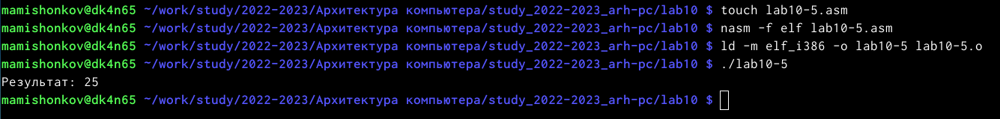 mamishonkov@dk4n65 ~/work/study/2022-2023/Архитектура компьютера/study_2022-2023_arh-pc/lab10 $ touch lab10-5.asm
mamishonkov@dk4n65 ~/work/study/2022-2023/Архитектура компьютера/study_2022-2023_arh-pc/lab10 $ nasm -f elf lab10-5.asm
mamishonkov@dk4n65 ~/work/study/2022-2023/Архитектура компьютера/study_2022-2023_arh-pc/lab10 $ ld -m elf_i386 -o lab10-5 lab10-5.o
mamishonkov@dk4n65 ~/work/study/2022-2023/Архитектура компьютера/study_2022-2023_arh-pc/lab10 $ ./lab10-5
Результат: 25
mamishonkov@dk4n65 ~/work/study/2022-2023/Архитектура компьютера/study_2022-2023_arh-pc/lab10 $